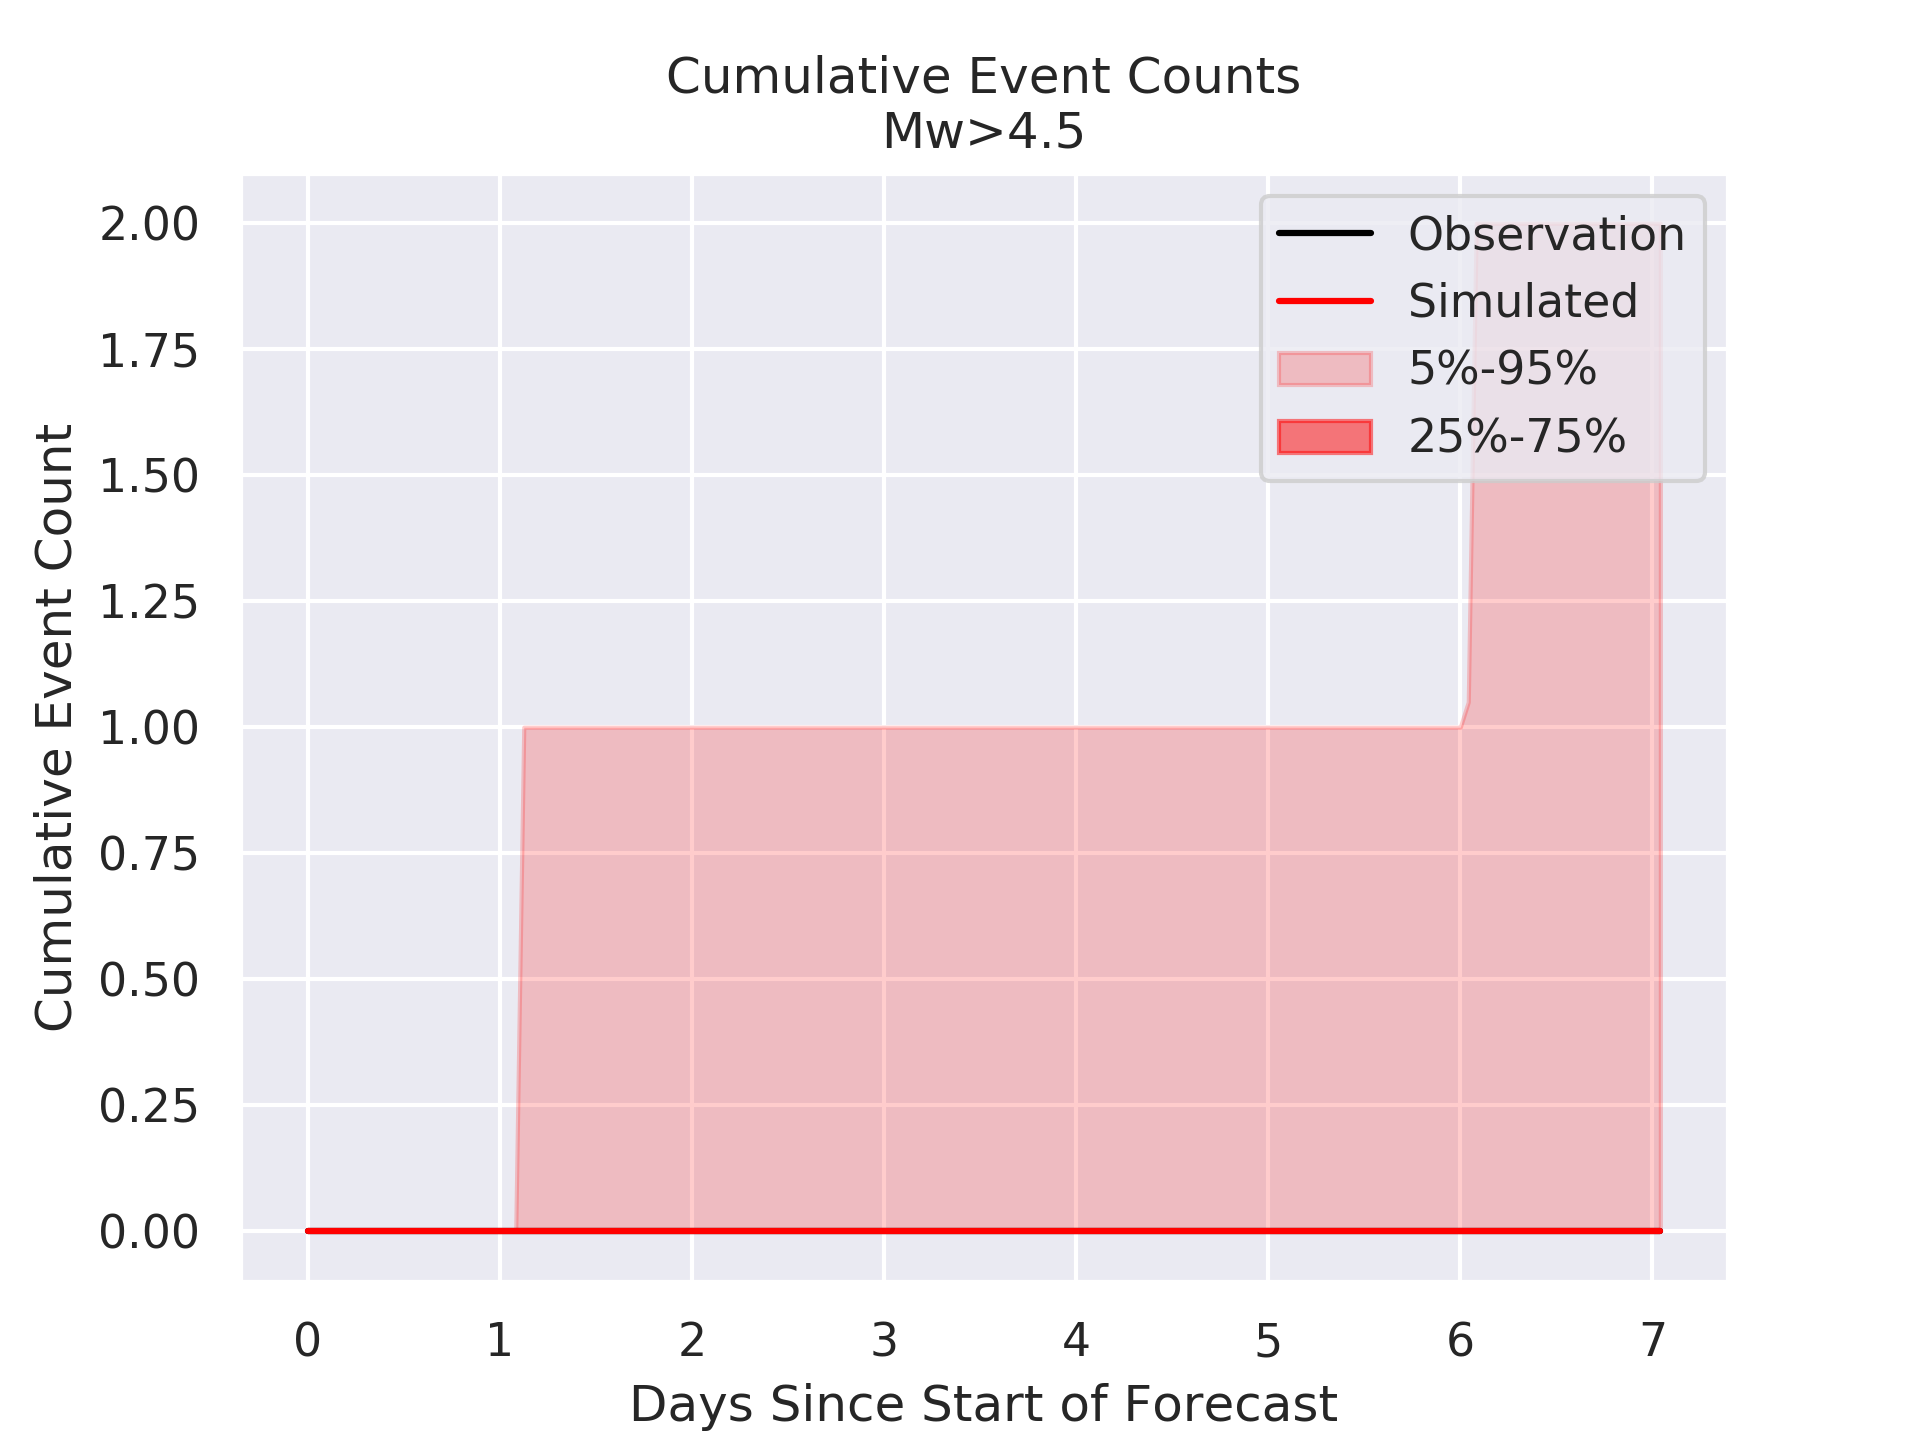 Cumulative Event Counts
Mw>4.5
Cumulative Event Count
2.00
1.75
1.50
1.25
1.00
0.75
0.50
0.25
0.00
Observation
Simulated
5%-95%
25%-75%
0 1 2 3 4 5 6 7
Days Since Start of Forecast